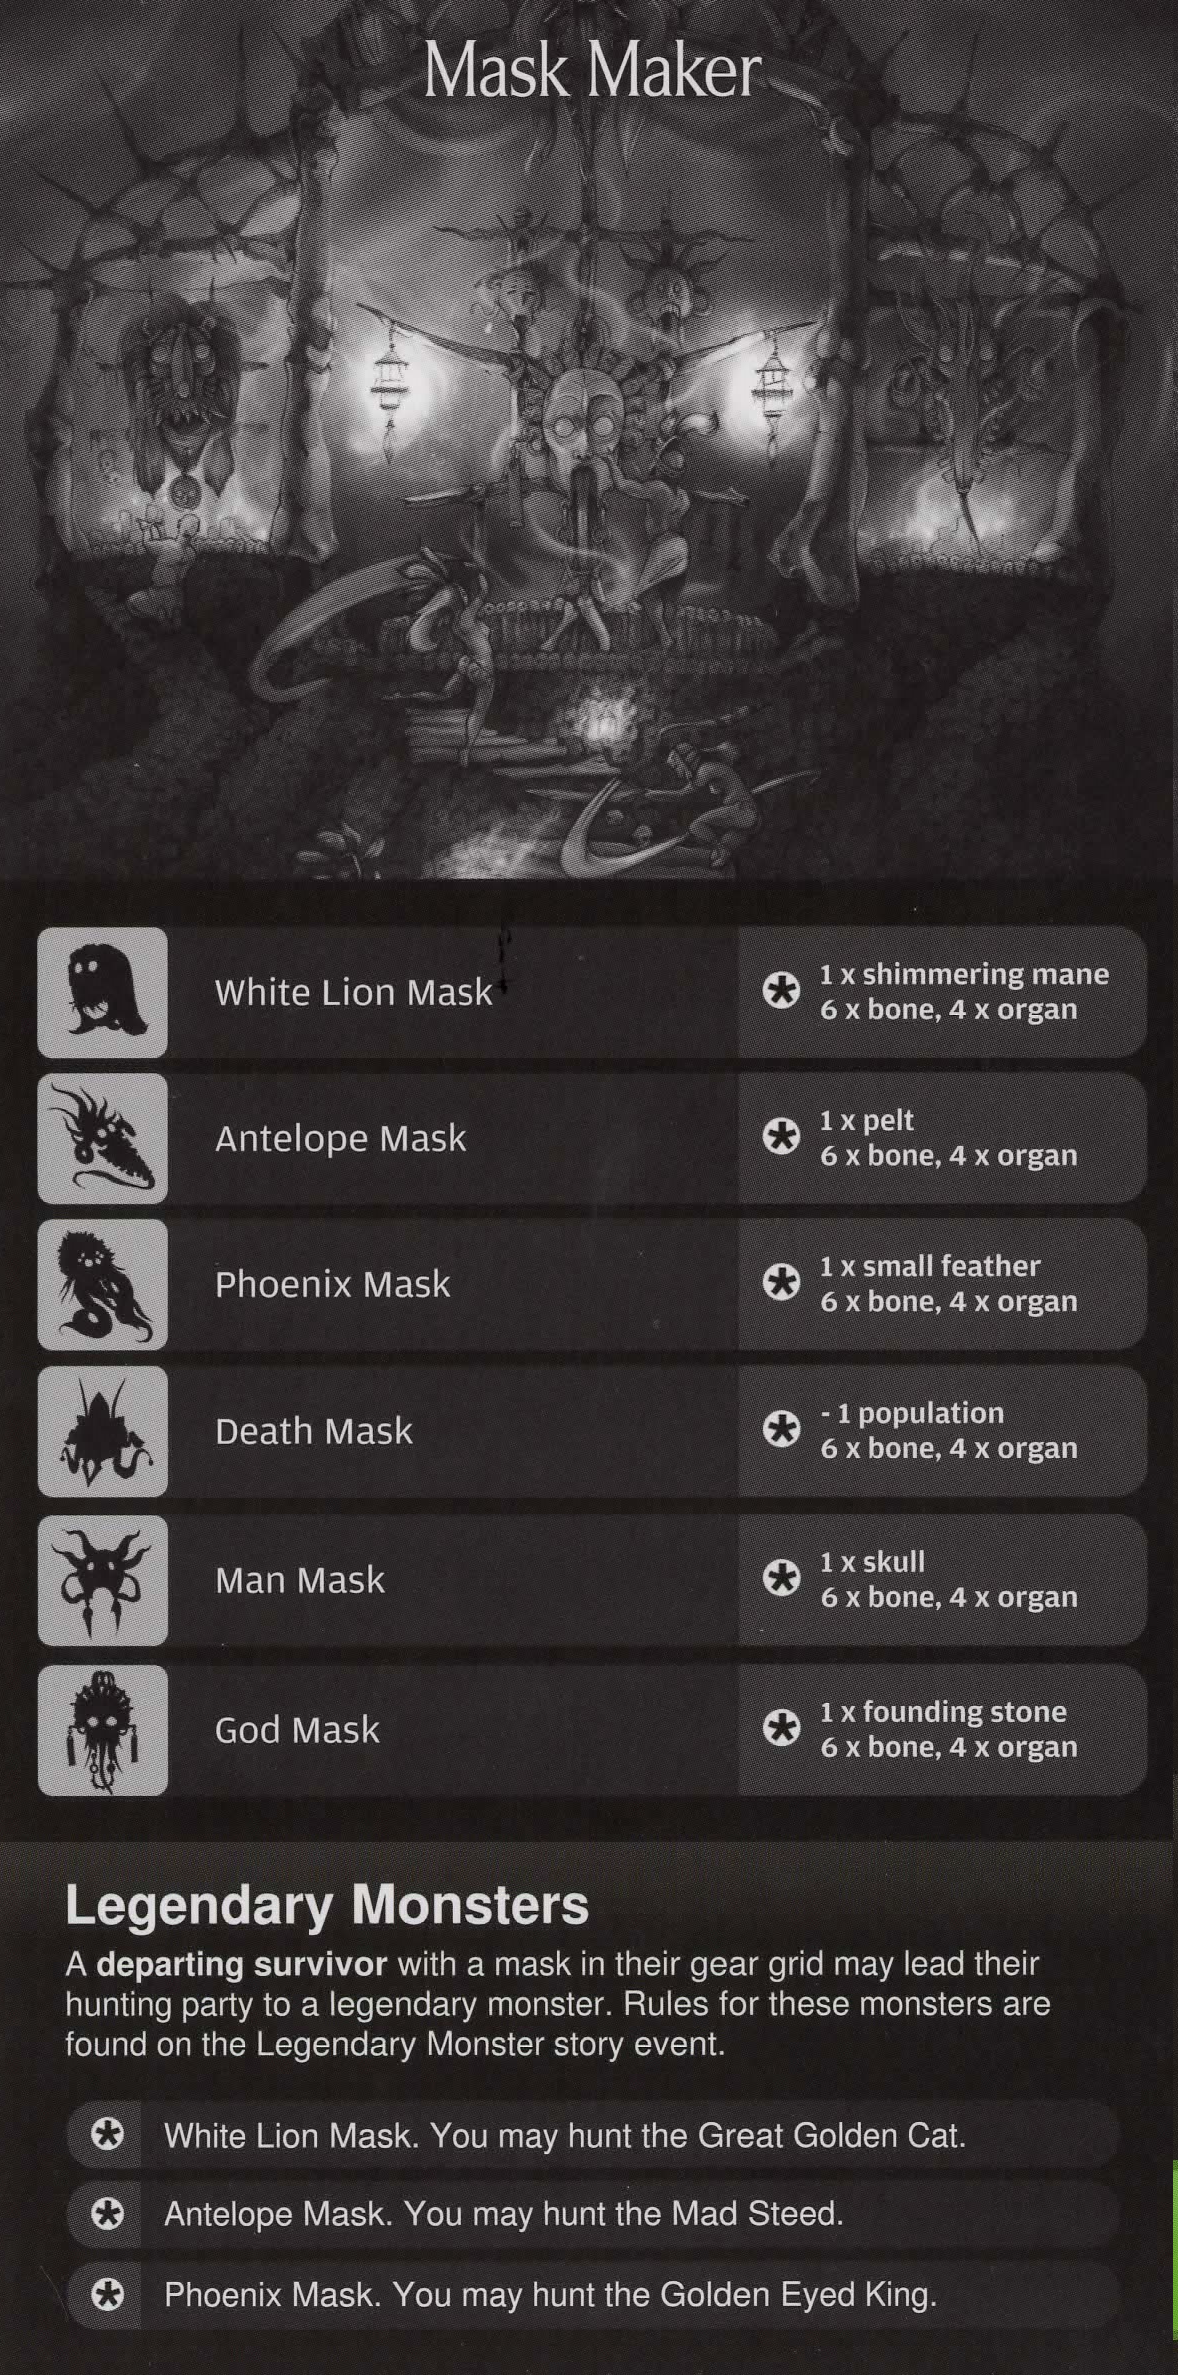 Mask Maker
White Lion Mask
1 x shimmering mane
6 x bone, 4 x organ
Antelope Mask
1 x pelt
6 x bone, 4 x organ
Phoenix Mask
1 x small feather
6 x bone, 4 x organ
Death Mask
- 1 population
6 x bone, 4 x organ
Man Mask
1 x skull
6 x bone, 4 x organ
God Mask
1 x founding stone
6 x bone, 4 x organ
Legendary Monsters
A departing survivor with a mask in their gear grid may lead their
hunting party to a legendary monster. Rules for these monsters are
found on the Legendary Monster story event.
White Lion Mask. You may hunt the Great Golden Cat.
Antelope Mask. You may hunt the Mad Steed.
Phoenix Mask. You may hunt the Golden Eyed King.